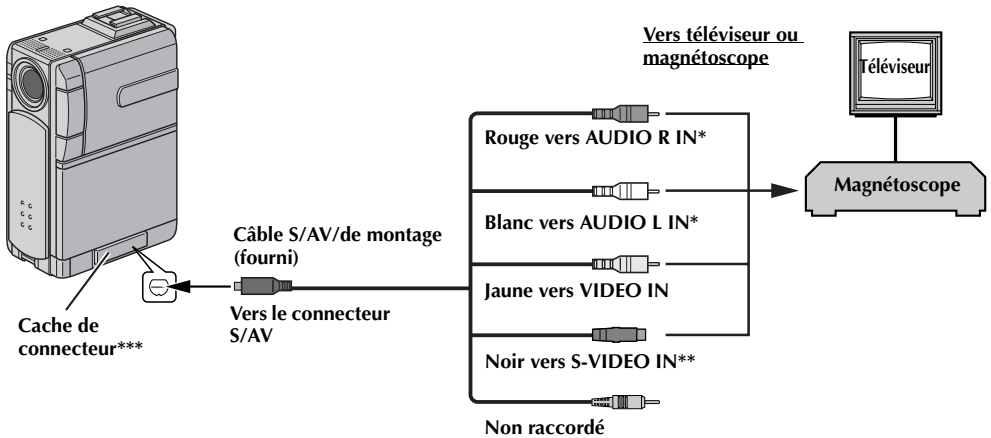 Vers téléviseur ou
magnétoscope
Téléviseur
Rouge vers AUDIO R IN*
Magnétoscope
Blanc vers AUDIO L IN*
Câble S/AV/de montage
(fourni)
Jaune vers VIDEO IN
Vers le connecteur
S/AV
Cache de
connecteur***
Noir vers S-VIDEO IN**
Non raccordé